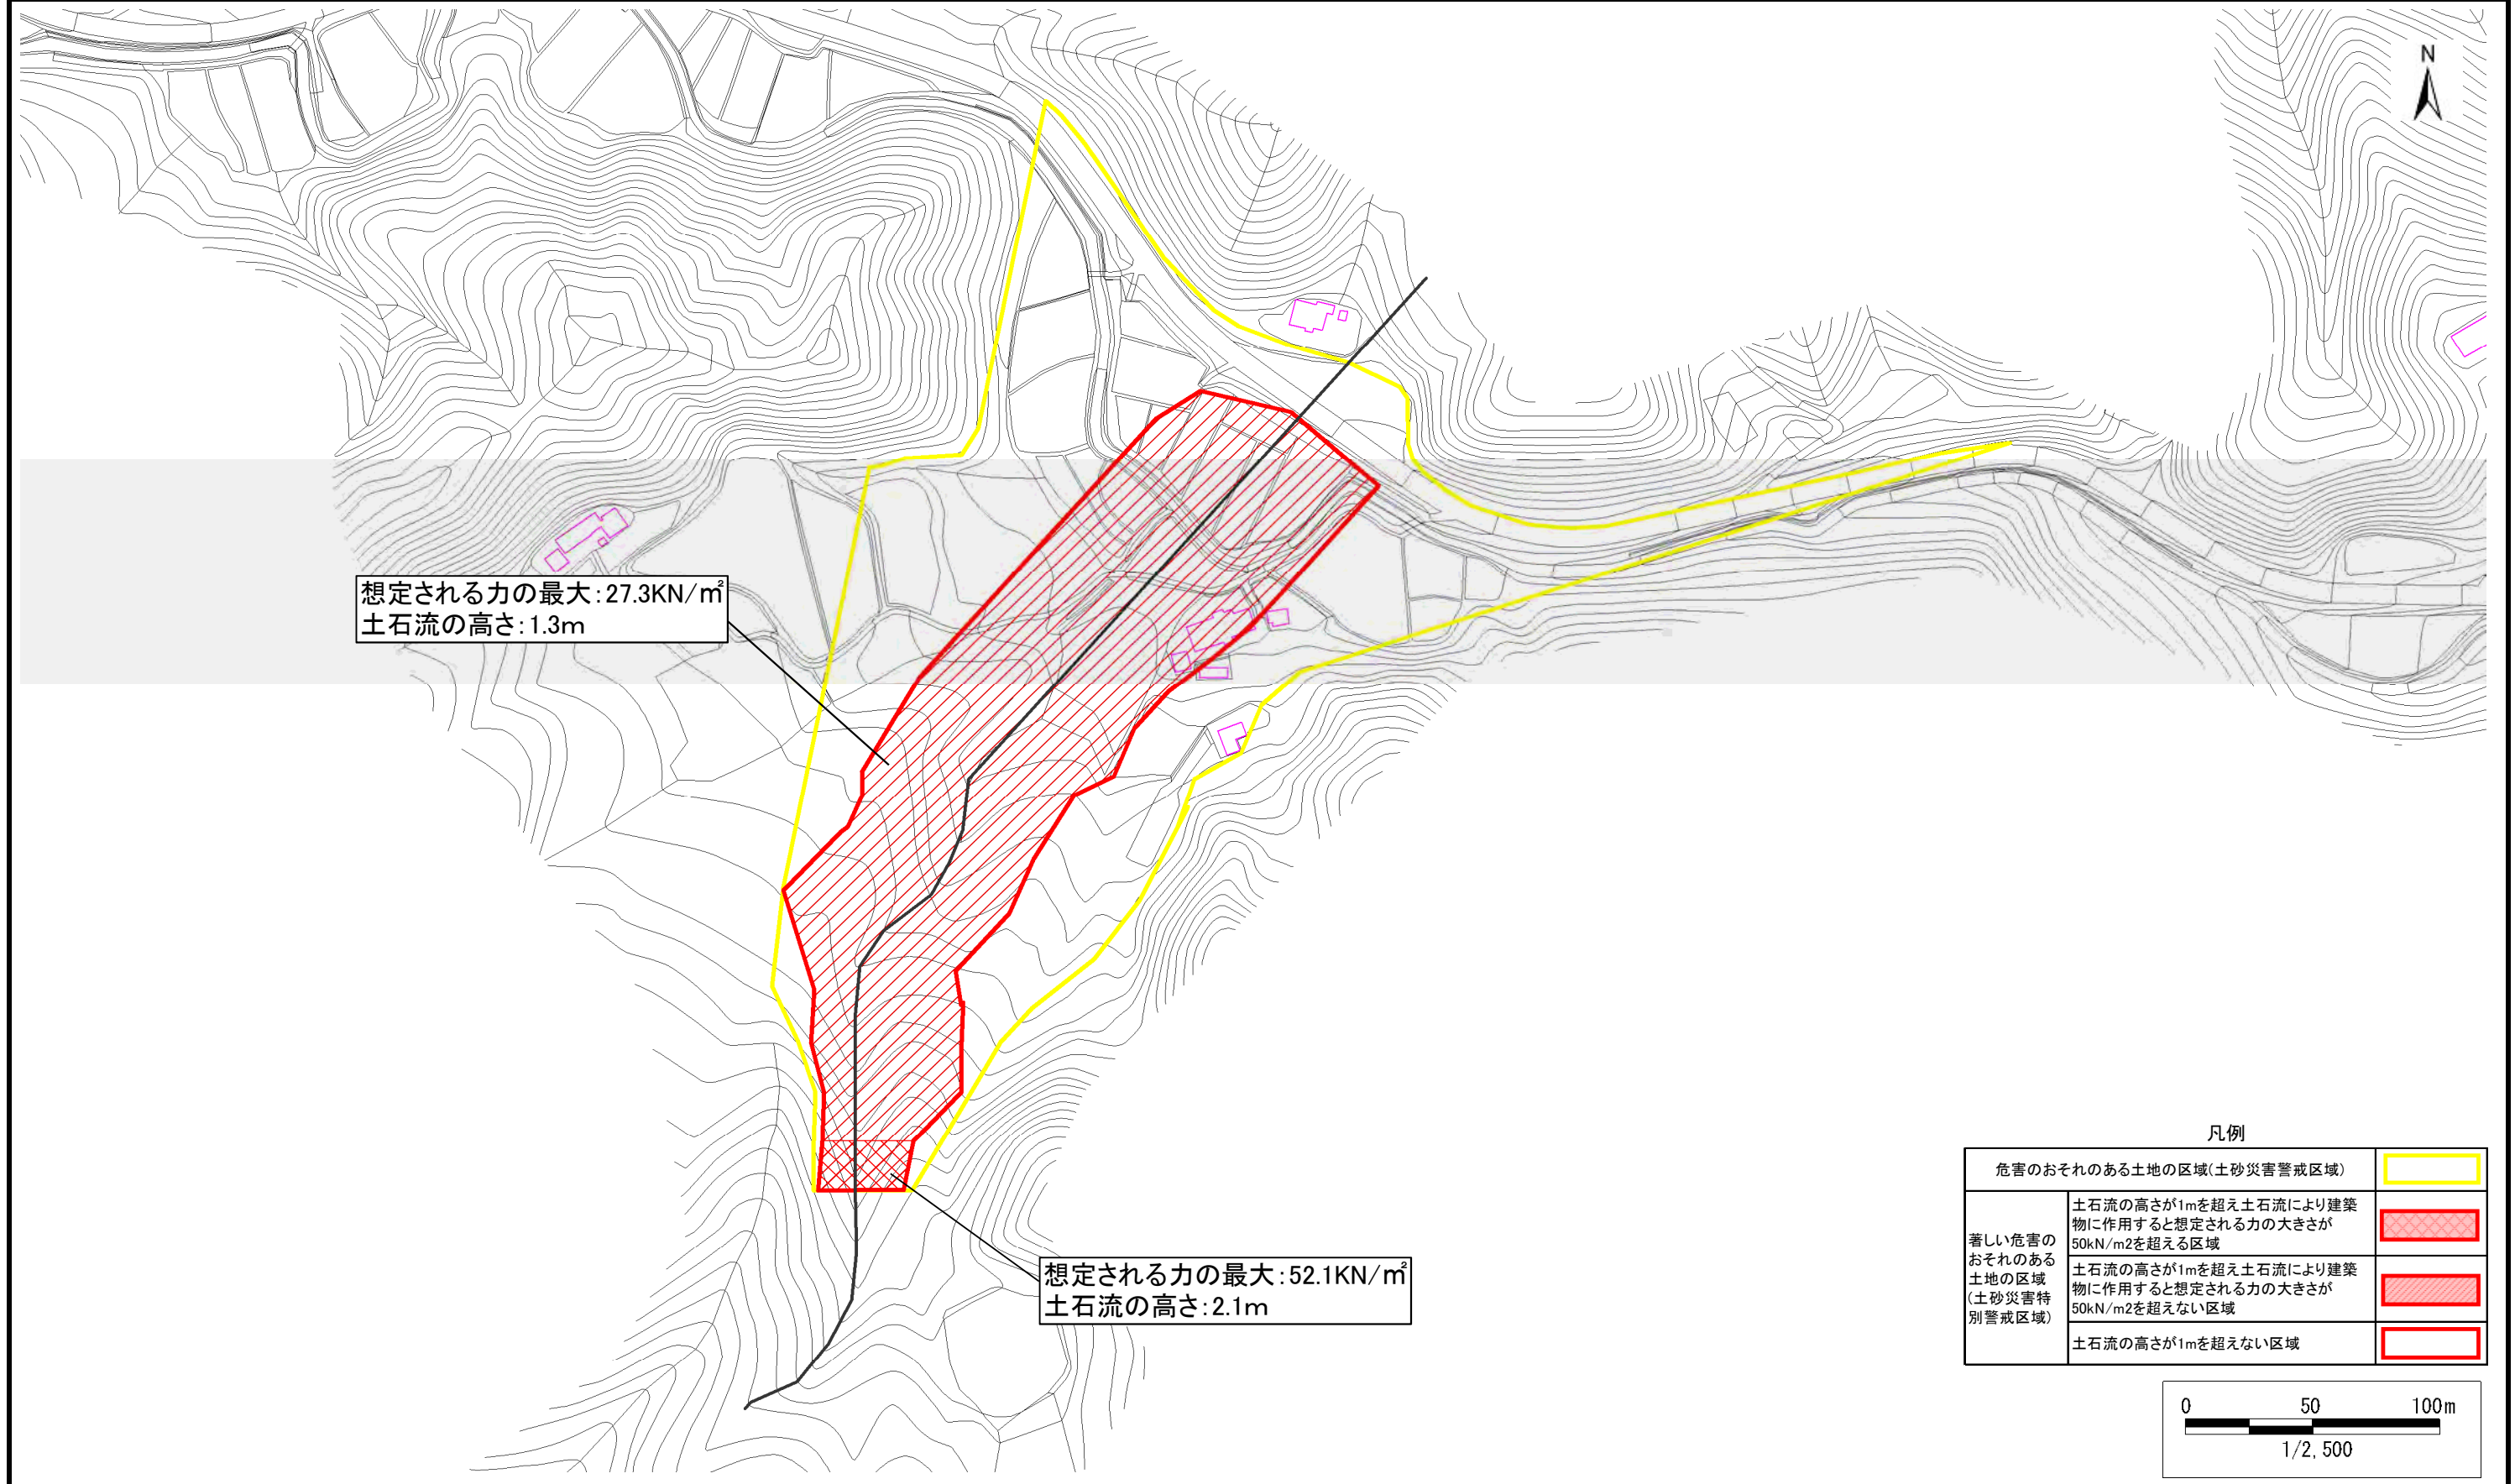 N
想定される力の最大:27.3KN/㎡
土石流の高さ:1.3m
想定される力の最大:52.1KN/㎡
土石流の高さ:2.1m
凡例
危害のおそれのある土地の区域(土砂災害警戒区域)
著しい危害の
おそれのある
土地の区域
(土砂災害特
別警戒区域)
土石流の高さが1mを超え土石流により建築
物に作用すると想定される力の大きさが
50kN/m2を超える区域
土石流の高さが1mを超え土石流により建築
物に作用すると想定される力の大きさが
50kN/m2を超えない区域
土石流の高さが1mを超えない区域
0 50 100m
1/2,500